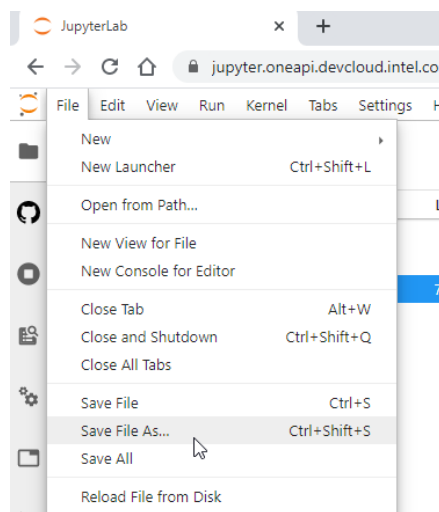 JupyterLab
jupyter.oneapi.devcloud.intel.co
File Edit View Run Kernel Tabs Settings H
New
New Launcher Ctrl+Shift+L
Open from Path...
New View for File
New Console for Editor
Close Tab Alt+W
Close and Shutdown Ctrl+Shift+Q
Close All Tabs
Save File Ctrl+S
Save File As... Ctrl+Shift+S
Save All
Reload File from Disk